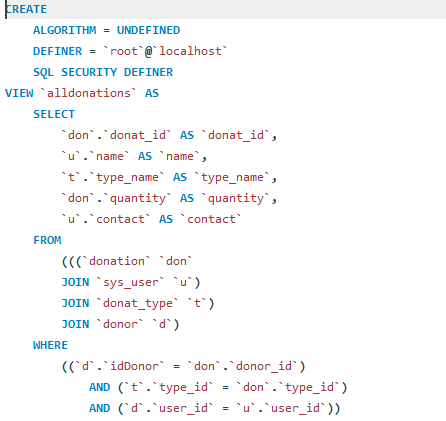 CREATE
ALGORITHM = UNDEFINED
DEFINER = `root`@`localhost`
SQL SECURITY DEFINER
VIEW `alldonations` AS
SELECT
`don`.`donat_id` AS `donat_id`,
`u`.`name` AS `name`,
`t`.`type_name` AS `type_name`,
`don`.`quantity` AS `quantity`,
`u`.`contact` AS `contact`
FROM
(((`donation` `don`
JOIN `sys_user` `u`)
JOIN `donat_type` `t`)
JOIN `donor` `d`)
WHERE
((`d`.`idDonor` = `don`.`donor_id`)
AND (`t`.`type_id` = `don`.`type_id`)
AND (`d`.`user_id` = `u`.`user_id`))